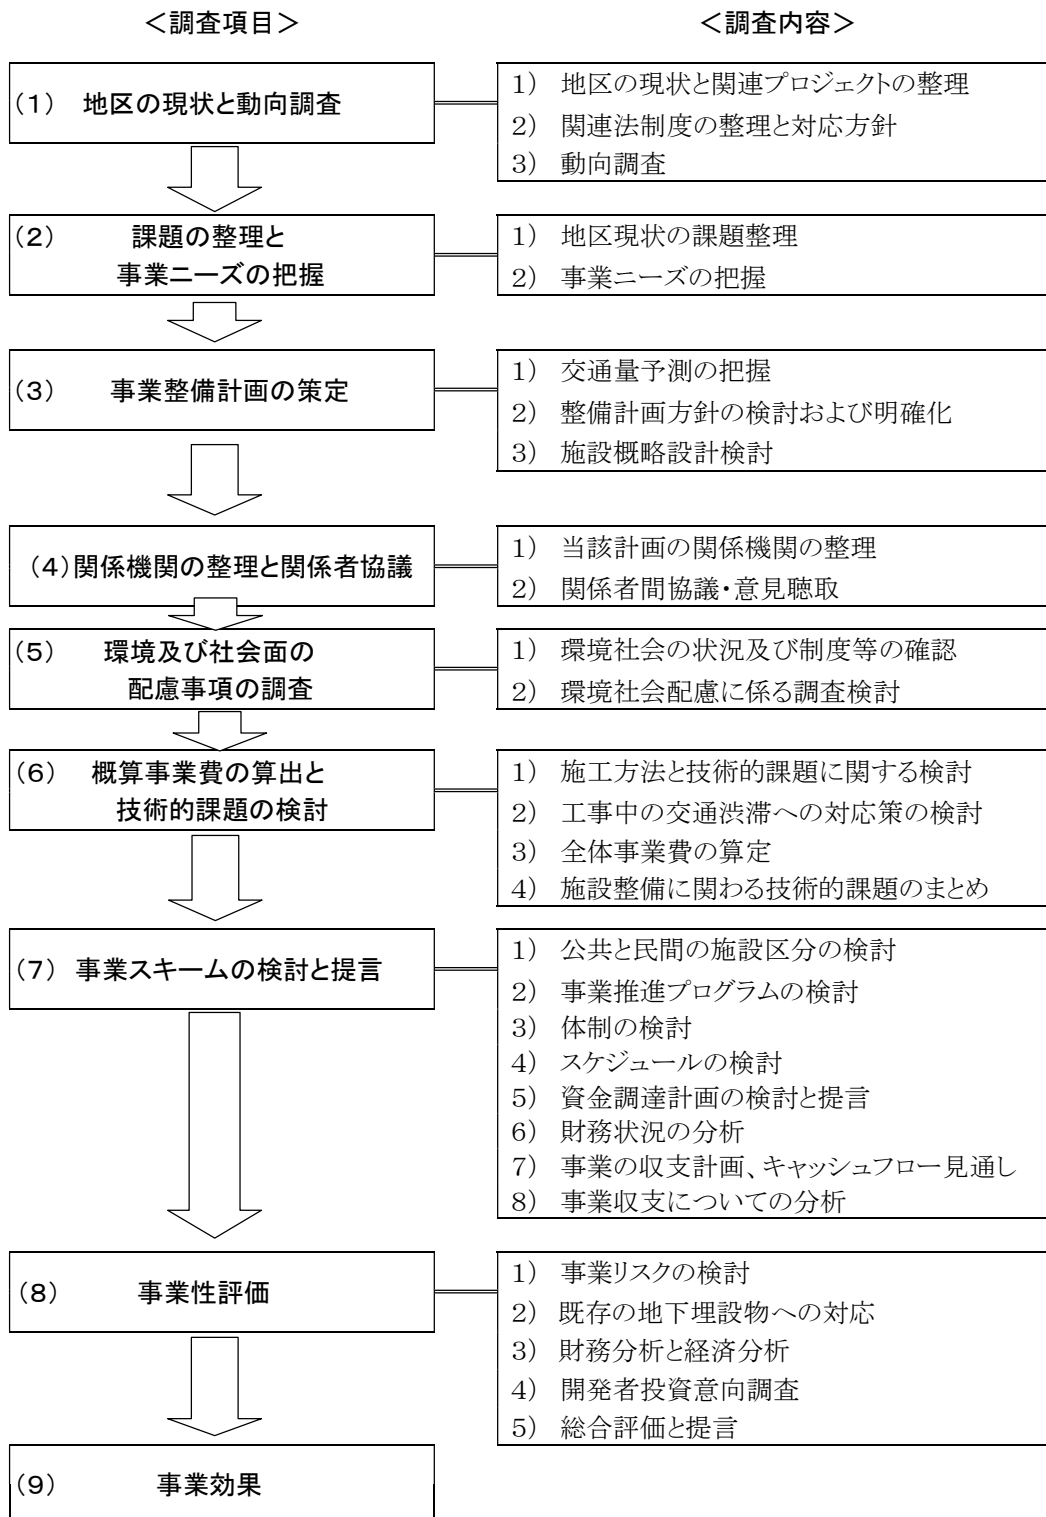 ＜調査項目＞
＜調査内容＞
(1) 地区の現状と動向調査
1) 地区の現状と関連プロジェクトの整理
2) 関連法制度の整理と対応方針
3) 動向調査
(2) 課題の整理と
事業ニーズの把握
1) 地区現状の課題整理
2) 事業ニーズの把握
(3) 事業整備計画の策定
1) 交通量予測の把握
2) 整備計画方針の検討および明確化
3) 施設概略設計検討
(4)関係機関の整理と関係者協議
1) 当該計画の関係機関の整理
2) 関係者間協議・意見聴取
(5) 環境及び社会面の
配慮事項の調査
1) 環境社会の状況及び制度等の確認
2) 環境社会配慮に係る調査検討
(6) 概算事業費の算出と
技術的課題の検討
1) 施工方法と技術的課題に関する検討
2) 工事中の交通渋滞への対応策の検討
3) 全体事業費の算定
4) 施設整備に関わる技術的課題のまとめ
(7) 事業スキームの検討と提言
1) 公共と民間の施設区分の検討
2) 事業推進プログラムの検討
3) 体制の検討
4) スケジュールの検討
5) 資金調達計画の検討と提言
6) 財務状況の分析
7) 事業の収支計画、キャッシュフロー見通し
8) 事業収支についての分析
(8) 事業性評価
1) 事業リスクの検討
2) 既存の地下埋設物への対応
3) 財務分析と経済分析
4) 開発者投資意向調査
5) 総合評価と提言
(9) 事業効果